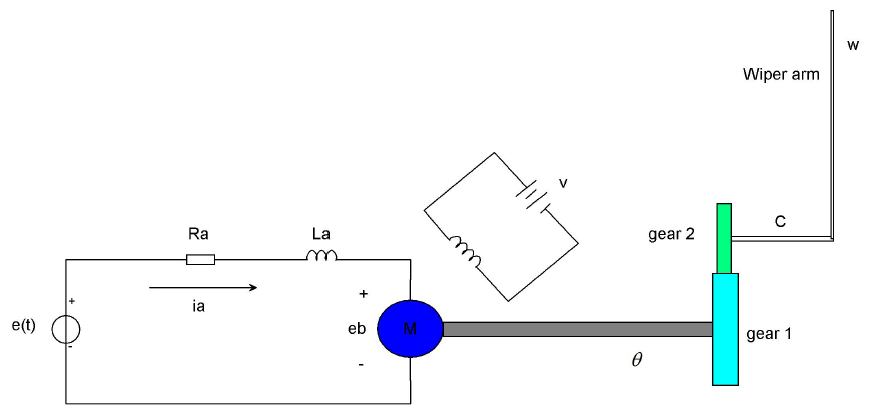 w
Wiper arm
v
C
gear 2
Ra
La
ia
+
+
e(t)
-
eb
M
gear 1
-
θ